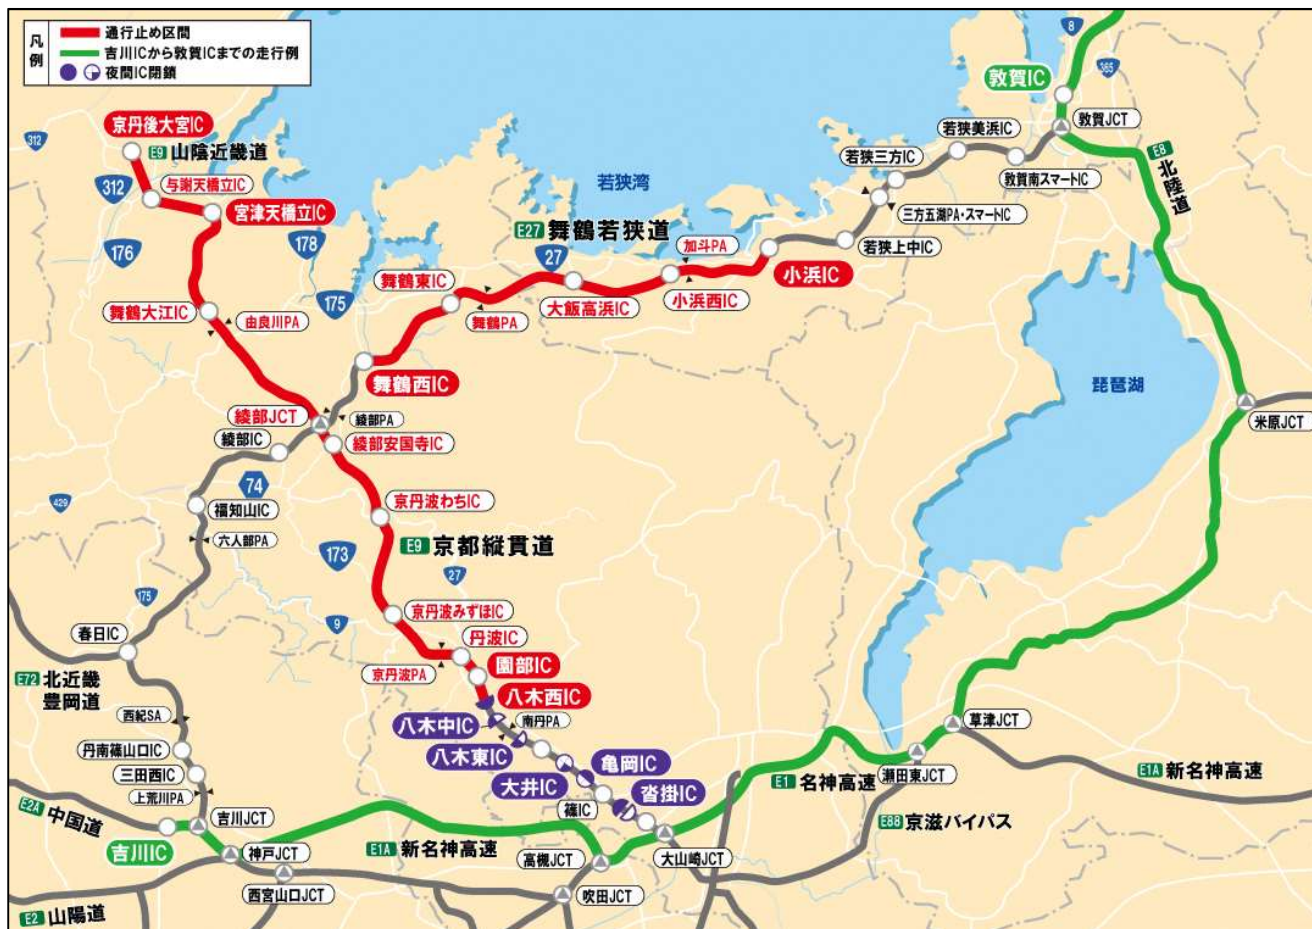 凡例
通行止め区間
吉川ICから敦賀ICまでの走行例
夜間IC閉鎖
8
365
敦賀IC
敦賀JCT
若狭美浜IC
若狭三方IC
敦賀南スマートIC
三方五湖PA・スマートIC
若狭上中IC
E8 北陸道
京丹後大宮IC
312
E9 山陰近畿道
312
与謝天橋立IC
宮津天橋立IC
176
178
若狭湾
E27 舞鶴若狭道
27
加斗PA
小浜IC
175
舞鶴東IC
舞鶴PA
大飯高浜IC
小浜西IC
舞鶴大江IC
由良川PA
舞鶴西IC
琵琶湖
米原JCT
綾部JCT
綾部PA
綾部IC
綾部安国寺IC
74
429
福知山IC
六人部PA
京丹波わちIC
173
E9 京都縦貫道
27
175
9
京丹波みずほIC
春日IC
丹波IC
京丹波PA
園部IC
E72 北近畿
豊岡道
八木西IC
西紀SA
八木中IC
南丹PA
草津JCT
丹南篠山口IC
八木東IC
亀岡IC
瀬田東JCT
三田西IC
大井IC
沓掛IC
E1 名神高速
E1A 新名神高速
上荒川PA
篠IC
E2A 中国道
吉川JCT
E88 京滋バイパス
吉川IC
神戸JCT
E1A 新名神高速
高槻JCT
大山崎JCT
西宮山口JCT
吹田JCT
E2 山陽道